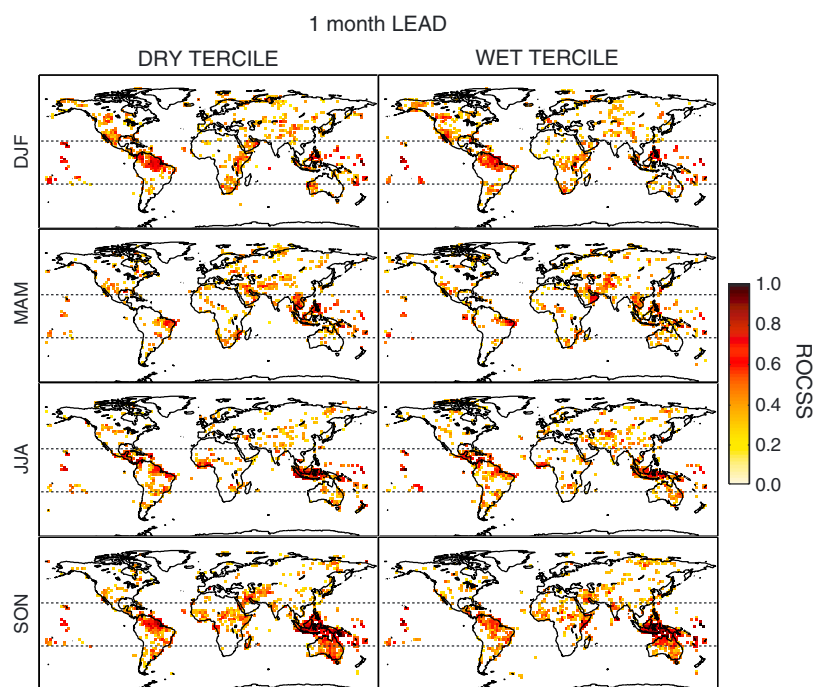 1 month LEAD
DRY TERCILE
WET TERCILE
DJF
MAM
JJA
SON
1.0
0.8
0.6
0.4
0.2
0.0
ROCSS